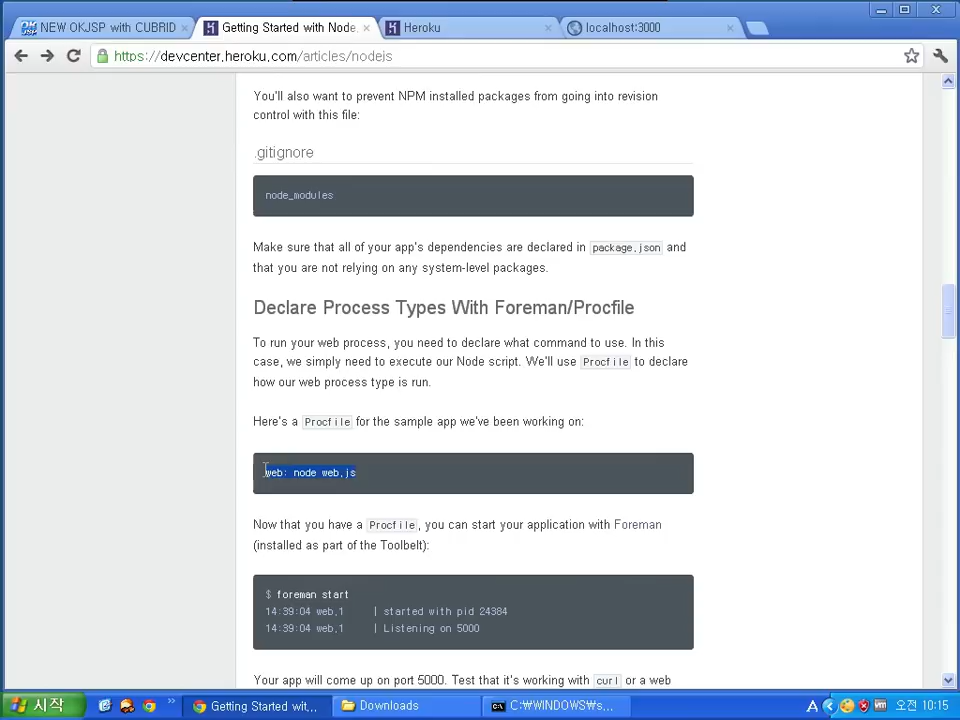 NEW OKJSP with CUBRID
Getting Started with Node.
Heroku
localhost:3000
https://devcenter.heroku.com/articles/nodejs
You'll also want to prevent NPM installed packages from going into revision
control with this file:
.gitignore
node_modules
Make sure that all of your app's dependencies are declared in package.json and
that you are not relying on any system-level packages.
Declare Process Types With Foreman/Procfile
To run your web process, you need to declare what command to use. In this
case, we simply need to execute our Node script. We'll use Procfile to declare
how our web process type is run.
Here's a Procfile for the sample app we've been working on:
web: node web.js
Now that you have a Procfile, you can start your application with Foreman
(installed as part of the Toolbelt):
$ foreman start
14:39:04 web.1 | started with pid 24384
14:39:04 web.1 | Listening on 5000
Your app will come up on port 5000. Test that it's working with curl or a web
시작
Getting Started wit...
Downloads
C:\WINDOWS\s...
A
오전 10:15